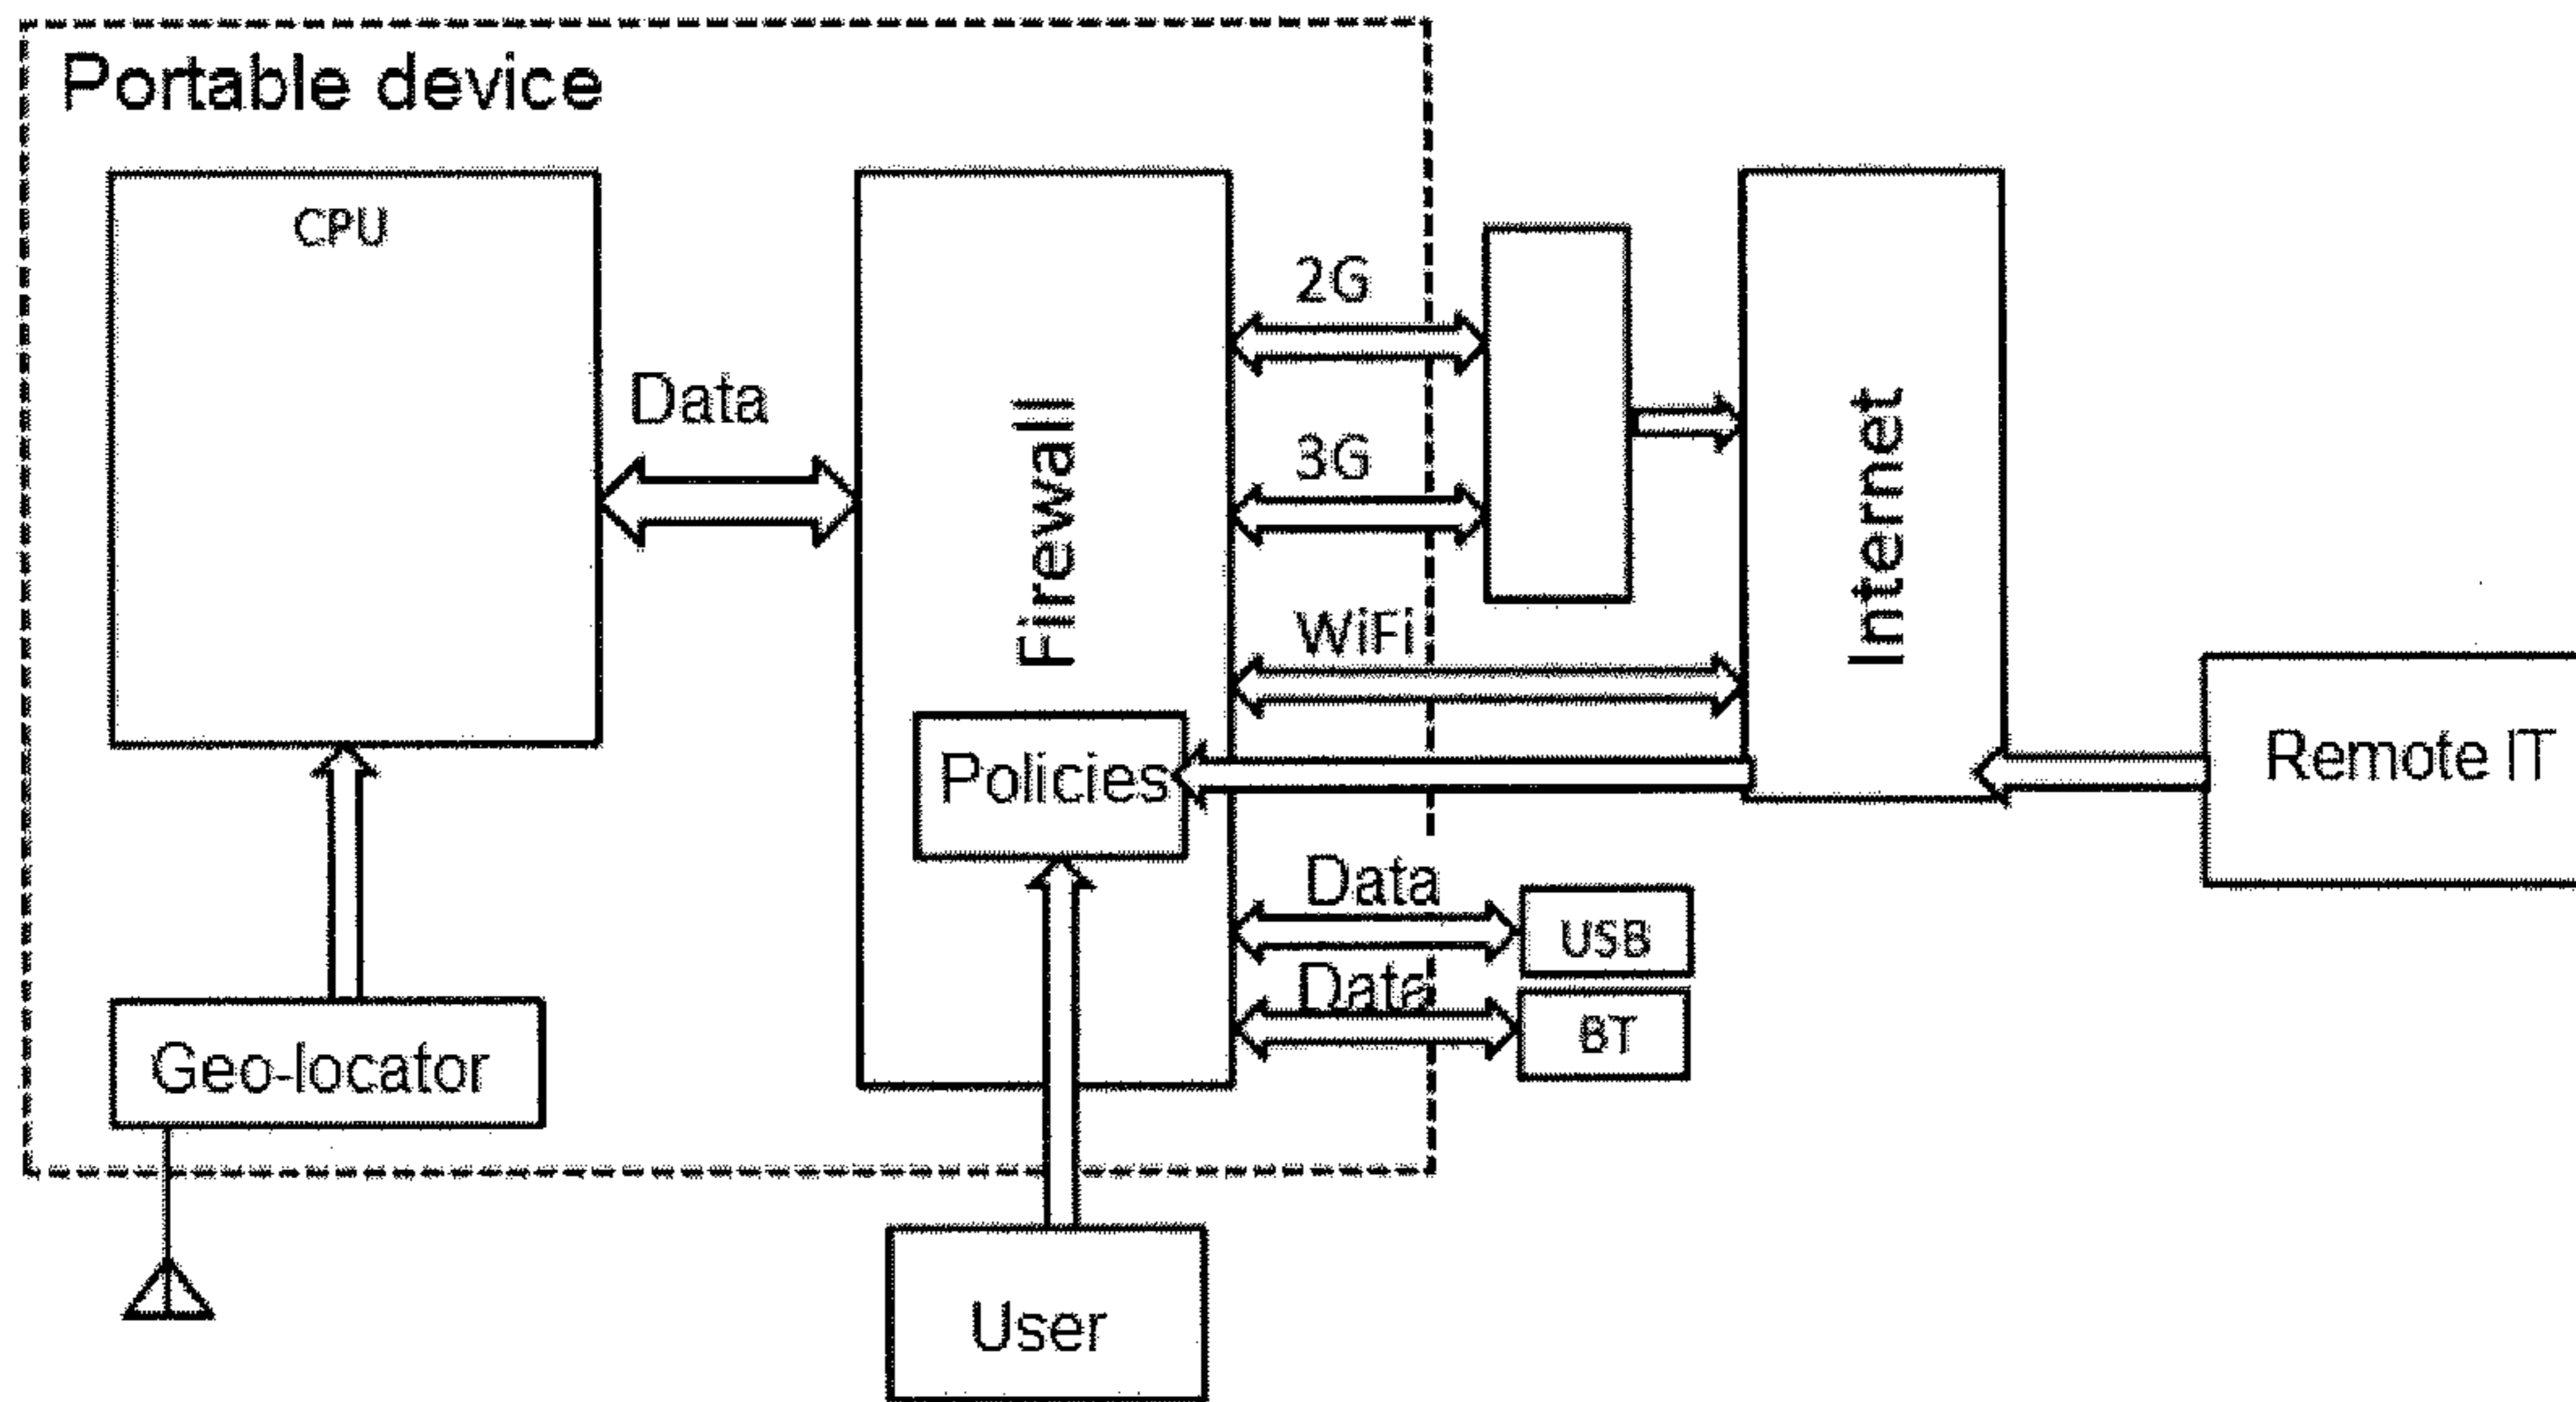 Portable device
CPU
Data
Firewall
2G
3G
WiFi
Internet
Policies
Remote IT
Data
USB
Data
BT
Geo-locator
User